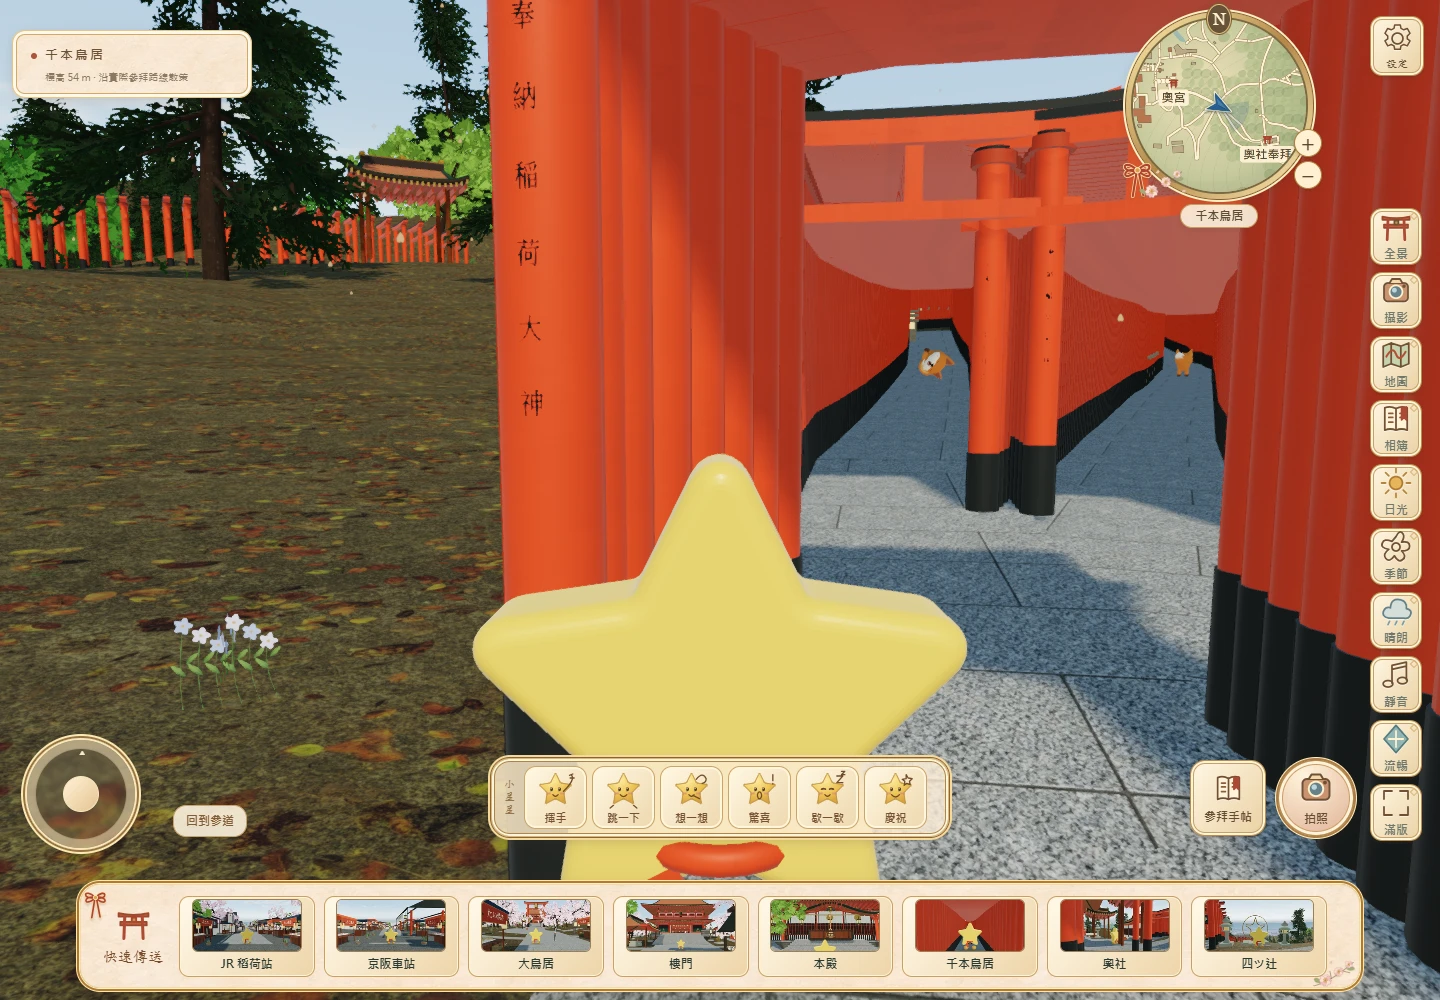 千本鳥居
標高 54 m · 沿實際參拜路線散策
奉納稲荷大神
N
奧宮
奧社奉拜
千本鳥居
+
−
設定
全景
攝影
地圖
相簿
日光
季節
晴朗
靜音
流暢
滿版
回到參道
小星星
揮手
跳一下
想一想
驚喜
歇一歇
慶祝
參拜手帖
拍照
快速傳送
JR 稻荷站
京阪車站
大鳥居
樓門
本殿
千本鳥居
奧社
四ツ辻